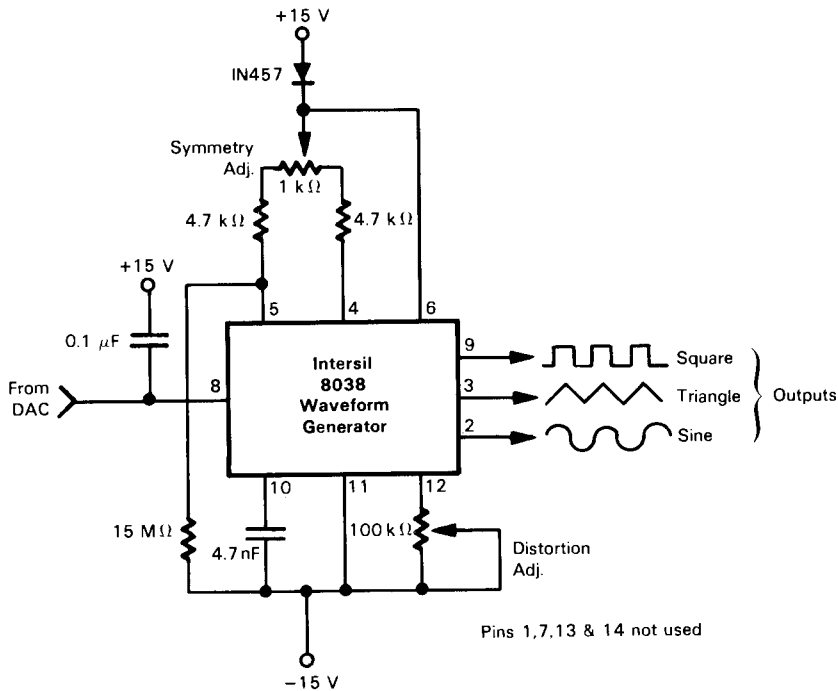 +15 V
IN457
Symmetry
Adj.
1 kΩ
4.7 kΩ
4.7 kΩ
+15 V
0.1 μF
5
4
6
From
DAC
8
Intersil
8038
Waveform
Generator
9
Square
3
Triangle
Outputs
2
Sine
10
11
12
15 MΩ
4.7nF
100 kΩ
Distortion
Adj.
Pins 1,7,13 & 14 not used
−15 V